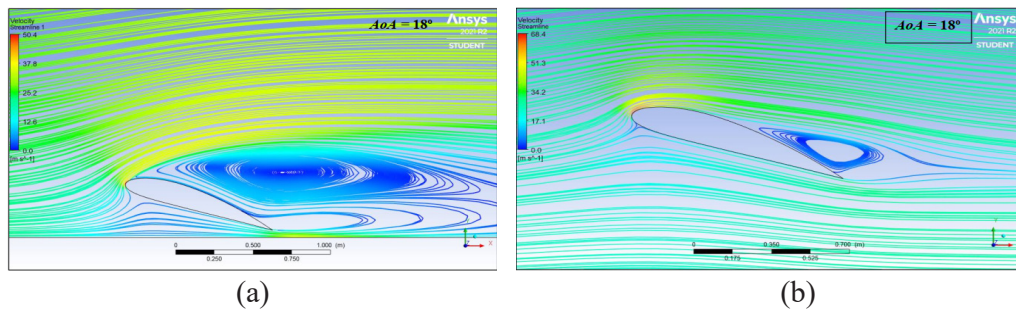 Velocity
Streamline 1
50.4
37.8
25.2
12.6
0.0
[m s^-1]
AoA = 18°
Ansys
2021 R2
STUDENT
0 0.500 1.000 (m)
0.250 0.750
Y
Z X
(a)
Velocity
Streamline 1
68.4
51.3
34.2
17.1
0.0
[m s^-1]
AoA = 18°
Ansys
2021 R2
STUDENT
0 0.350 0.700 (m)
0.175 0.525
(b)